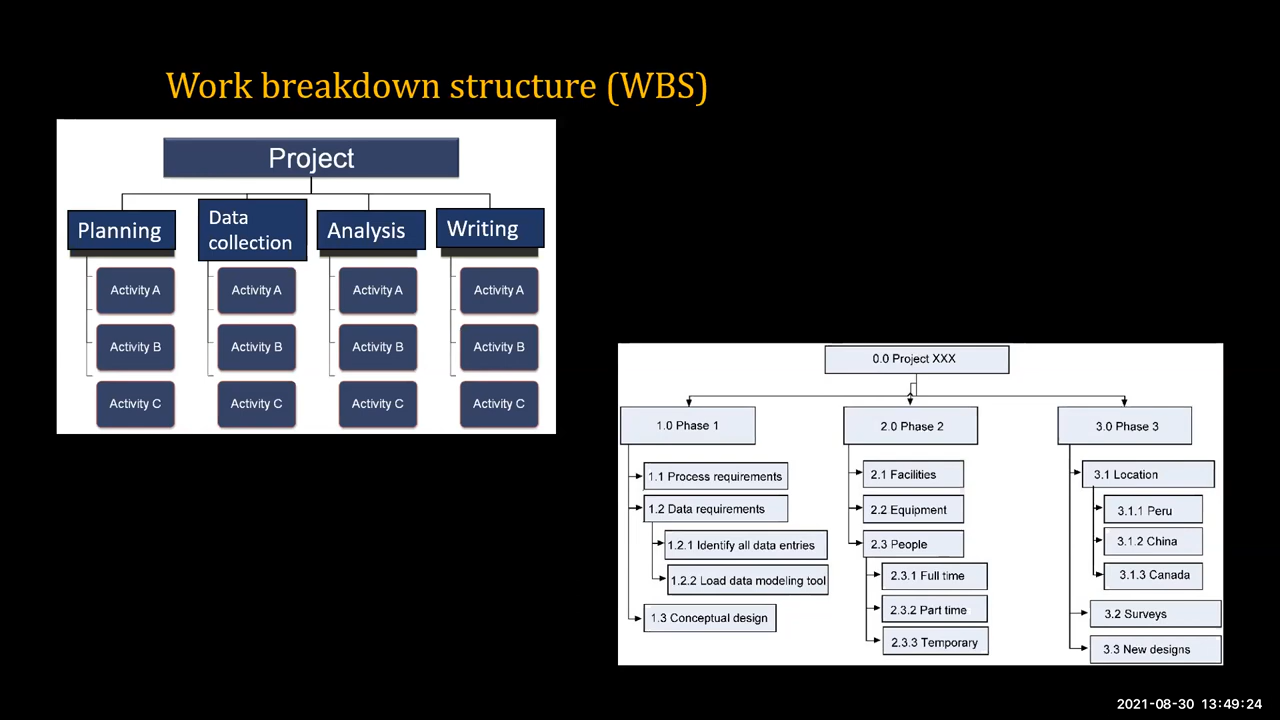 Work breakdown structure (WBS)
Project
Planning
Data
collection
Analysis
Writing
Activity A
Activity A
Activity A
Activity A
Activity B
Activity B
Activity B
Activity B
Activity C
Activity C
Activity C
Activity C
0.0 Project XXX
1.0 Phase 1
1.1 Process requirements
1.2 Data requirements
1.2.1 Identify all data entries
1.2.2 Load data modeling tool
1.3 Conceptual design
2.0 Phase 2
2.1 Facilities
2.2 Equipment
2.3 People
2.3.1 Full time
2.3.2 Part time
2.3.3 Temporary
3.0 Phase 3
3.1 Location
3.1.1 Peru
3.1.2 China
3.1.3 Canada
3.2 Surveys
3.3 New designs
2021-08-30 13:49:24